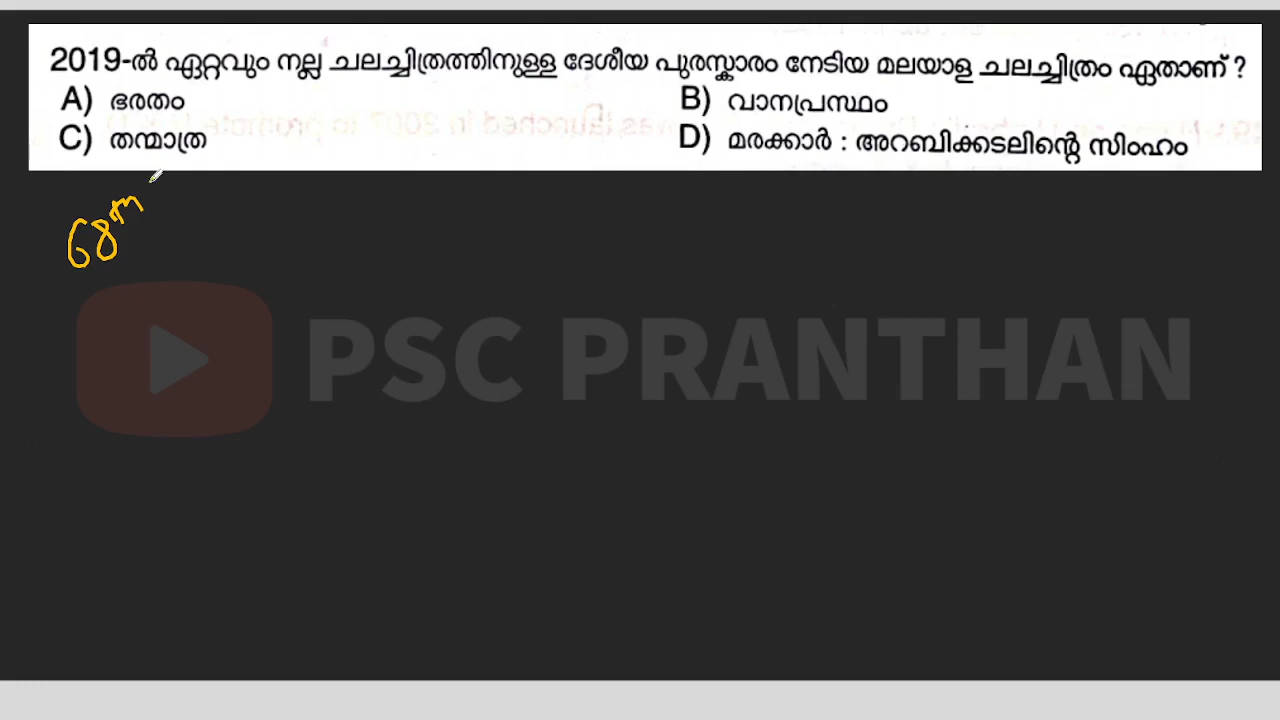 2019-ൽ ഏറ്റവും നല്ല ചലച്ചിത്രത്തിനുള്ള ദേശീയ പുരസ്കാരം നേടിയ മലയാള ചലച്ചിത്രം ഏതാണ് ?
A) ഭരതം B) വാനപ്രസ്ഥം
C) തന്മാത്ര D) മരക്കാർ : അറബിക്കടലിന്റെ സിംഹം
68th
PSC PRANTHAN